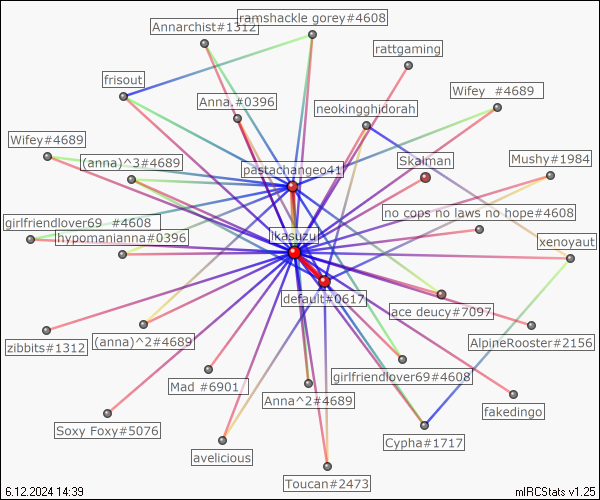 ramshackle gorey#4608
Annarchist#1312
rattgaming
frisout
Wifey #4689
Anna.#0396
neokingghidorah
Wifey#4689
Skalman
Mushy#1984
(anna)^3#4689
pastachangeo41
no cops no laws no hope#4608
girlfriendlover69 #4608
hypomanianna#0396
ikasuzu
xenoyaut
default#0617
ace deucy#7097
zibbits#1312
(anna)^2#4689
AlpineRooster#2156
Mad #6901
girlfriendlover69#4608
Anna^2#4689
fakedingo
Soxy Foxy#5076
Cypha#1717
avelicious
Toucan#2473
6.12.2024 14:39
mIRCStats v1.25